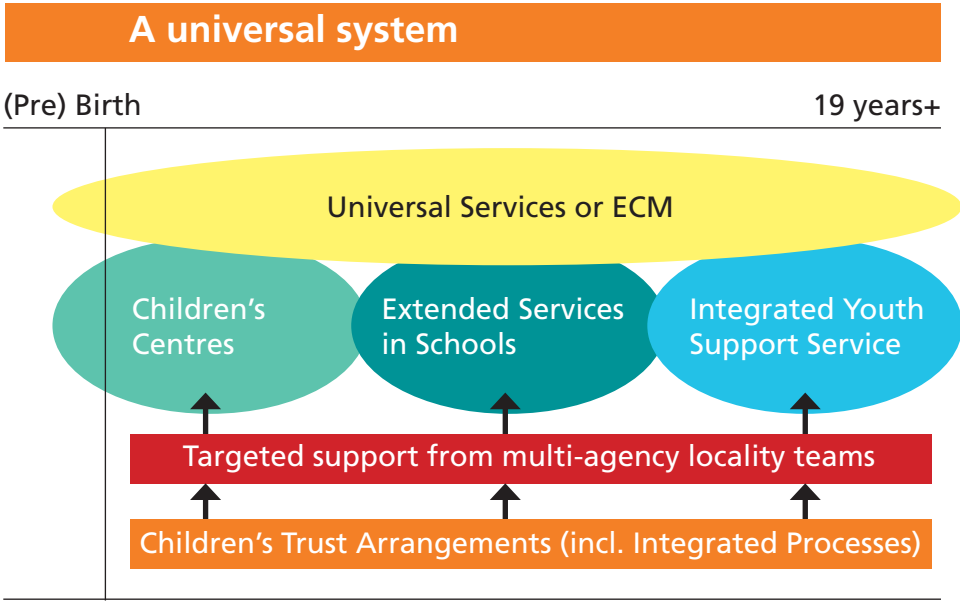 A universal system
(Pre) Birth
19 years+
Universal Services or ECM
Children's
Centres
Extended Services
in Schools
Integrated Youth
Support Service
Targeted support from multi-agency locality teams
Children's Trust Arrangements (incl. Integrated Processes)